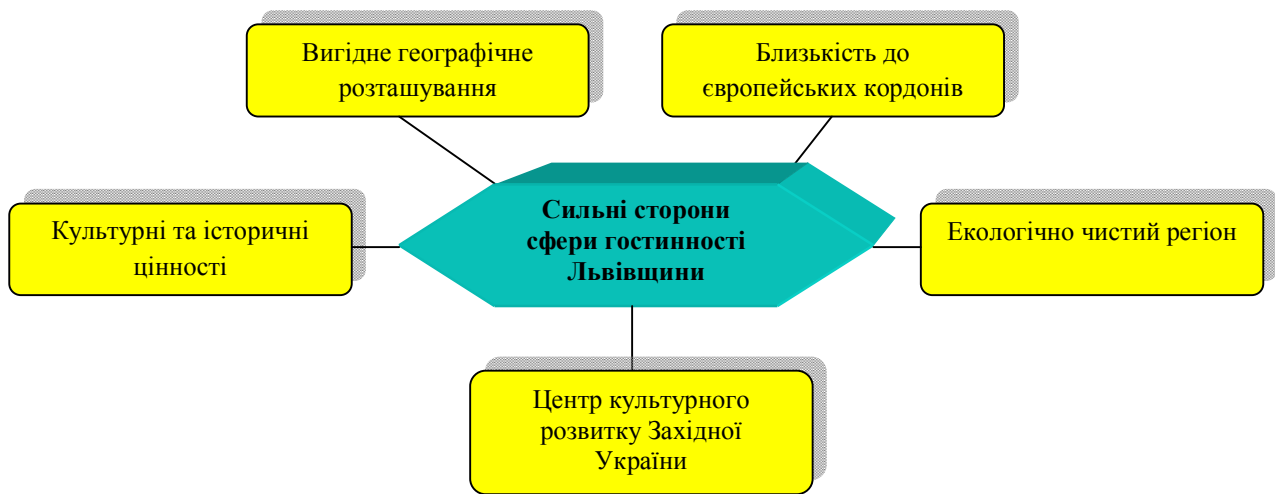 Вигідне географічне
розташування
Близькість до
європейських кордонів
Культурні та історичні
цінності
Сильні сторони
сфери гостинності
Львівщини
Екологічно чистий регіон
Центр культурного
розвитку Західної
України